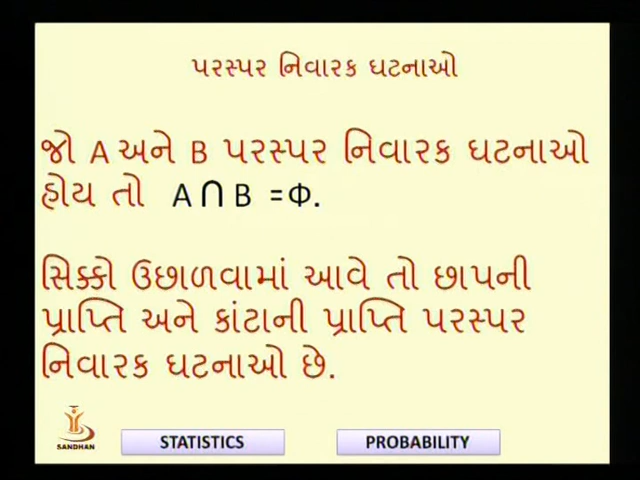 પરસ્પર નિવારક ઘટનાઓ
જો A અને B પરસ્પર નિવારક ઘટનાઓ
હોય તો A ∩ B = Φ.
સિક્કો ઉછાળવામાં આવે તો છાપની
પ્રાપ્તિ અને કાંટાની પ્રાપ્તિ પરસ્પર
નિવારક ઘટનાઓ છે.
SANDHAN
STATISTICS
PROBABILITY